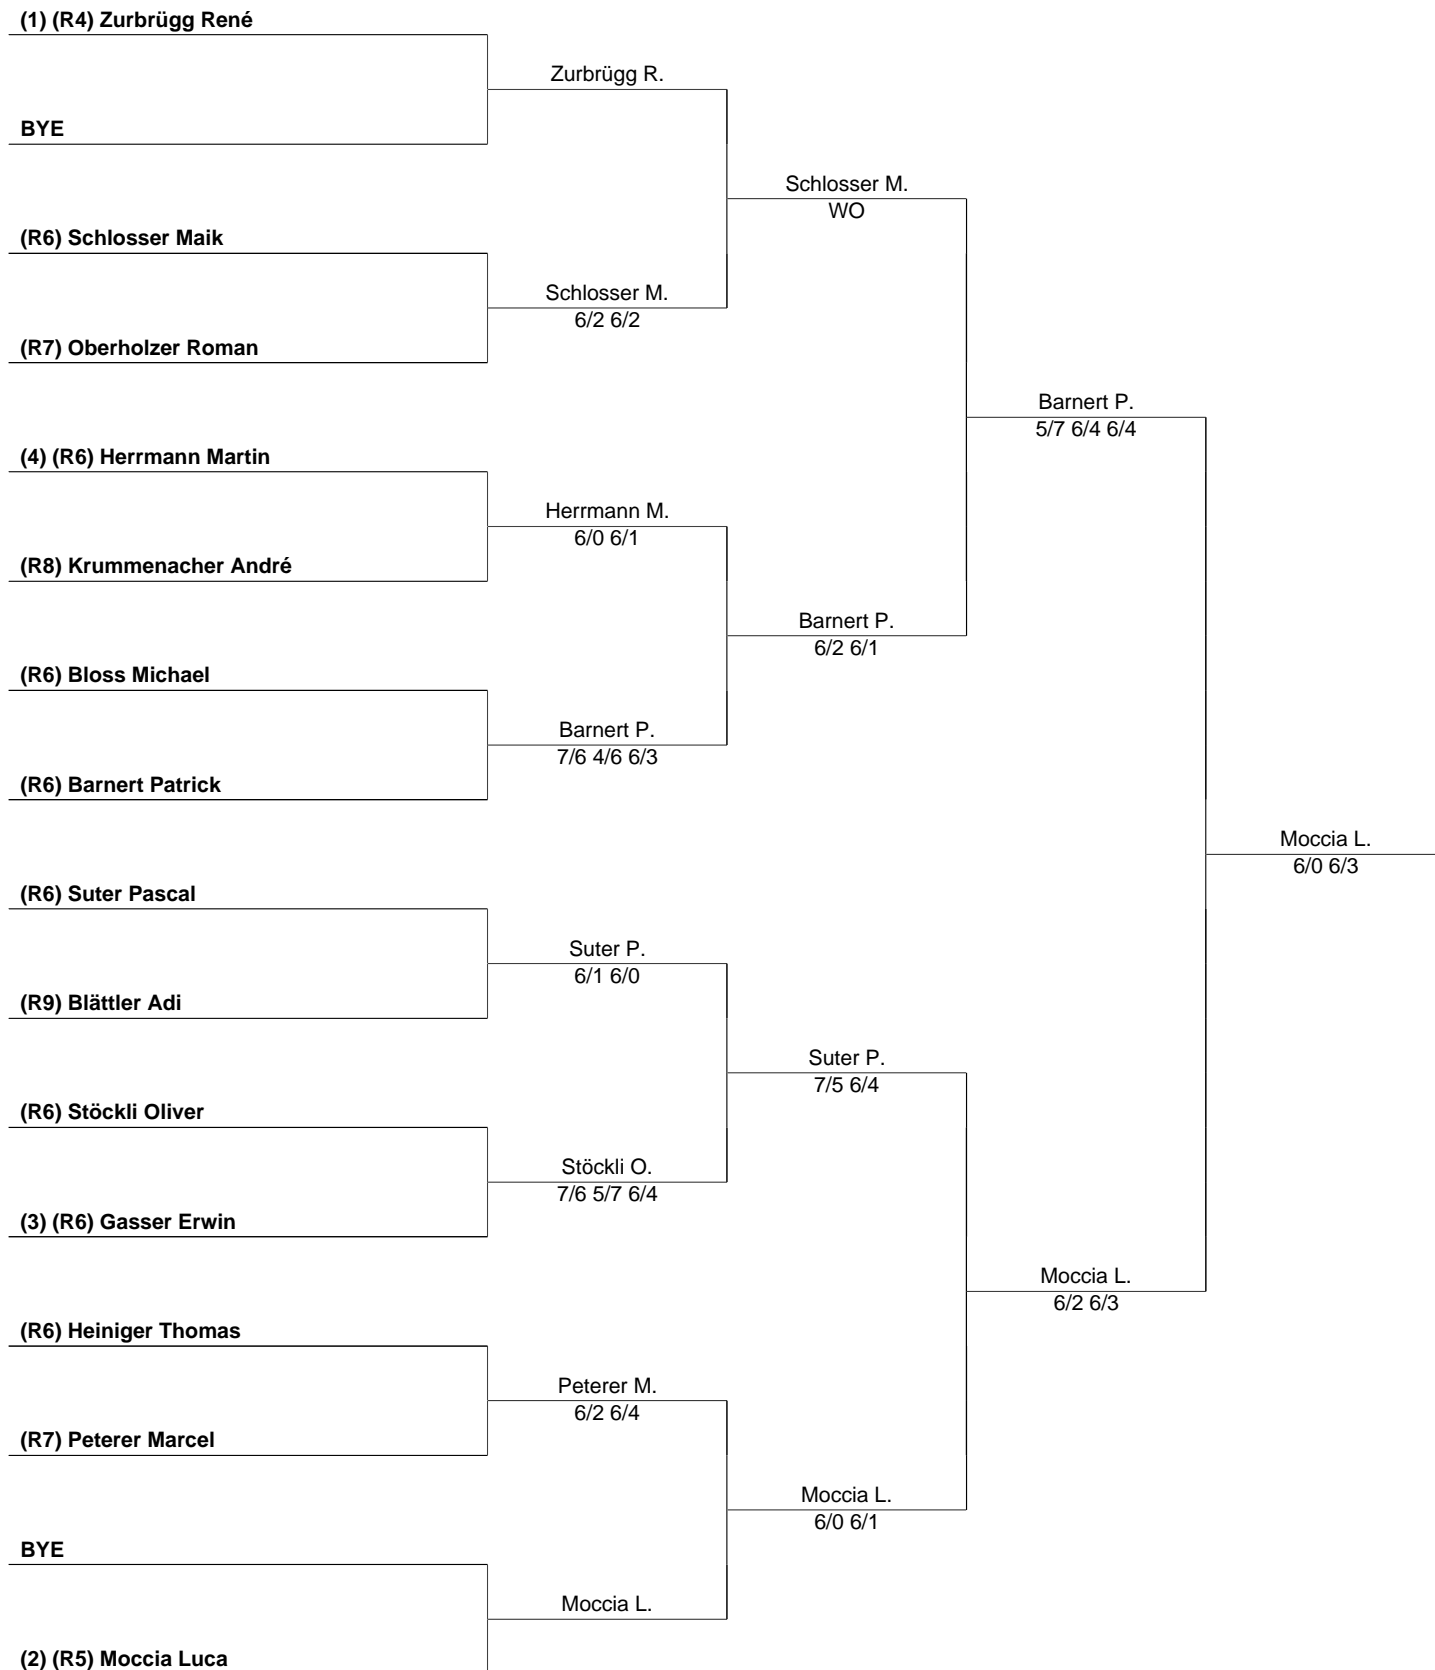 (1) (R4) Zurbrügg René
Zurbrügg R.
BYE
Schlosser M.
WO
(R6) Schlosser Maik
Schlosser M.
6/2 6/2
(R7) Oberholzer Roman
Barnert P.
5/7 6/4 6/4
(4) (R6) Herrmann Martin
Herrmann M.
6/0 6/1
(R8) Krummenacher André
Barnert P.
6/2 6/1
(R6) Bloss Michael
Barnert P.
7/6 4/6 6/3
(R6) Barnert Patrick
Moccia L.
6/0 6/3
(R6) Suter Pascal
Suter P.
6/1 6/0
(R9) Blättler Adi
Suter P.
7/5 6/4
(R6) Stöckli Oliver
Stöckli O.
7/6 5/7 6/4
(3) (R6) Gasser Erwin
Moccia L.
6/2 6/3
(R6) Heiniger Thomas
Peterer M.
6/2 6/4
(R7) Peterer Marcel
Moccia L.
6/0 6/1
BYE
Moccia L.
(2) (R5) Moccia Luca